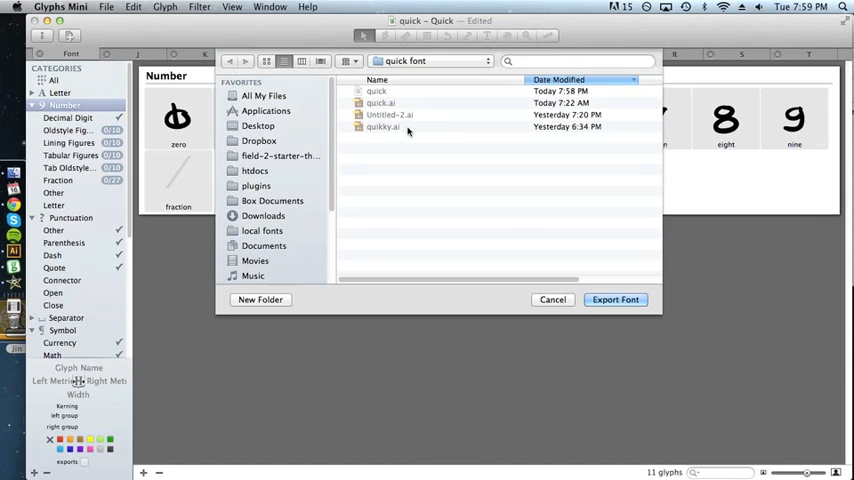 Glyphs Mini File Edit Glyph Filter View Window Help 15 Tue 7:59 PM
quick – Quick — Edited
Font J K R S T
CATEGORIES
All
Letter
Number
Decimal Digit
Oldstyle Fig... 0/10
Lining Figures 0/10
Tabular Figures 0/10
Tab Oldstyle... 0/10
Fraction 0/27
Other
Letter
Punctuation
Other
Parenthesis
Dash
Quote
Connector
Open
Close
Separator
Symbol
Currency
Math
Glyph Name
Left Metri Right Metr
Width
Kerning
left group
right group
exports
Number
zero
fraction
8 9
eight nine
quick font
FAVORITES
All My Files
Applications
Desktop
Dropbox
field-2-starter-th...
htdocs
plugins
Box Documents
Downloads
local fonts
Documents
Movies
Music
Name Date Modified
quick Today 7:58 PM
quick.ai Today 7:22 AM
Untitled-2.ai Yesterday 7:20 PM
quikky.ai Yesterday 6:34 PM
New Folder Cancel Export Font
11 glyphs